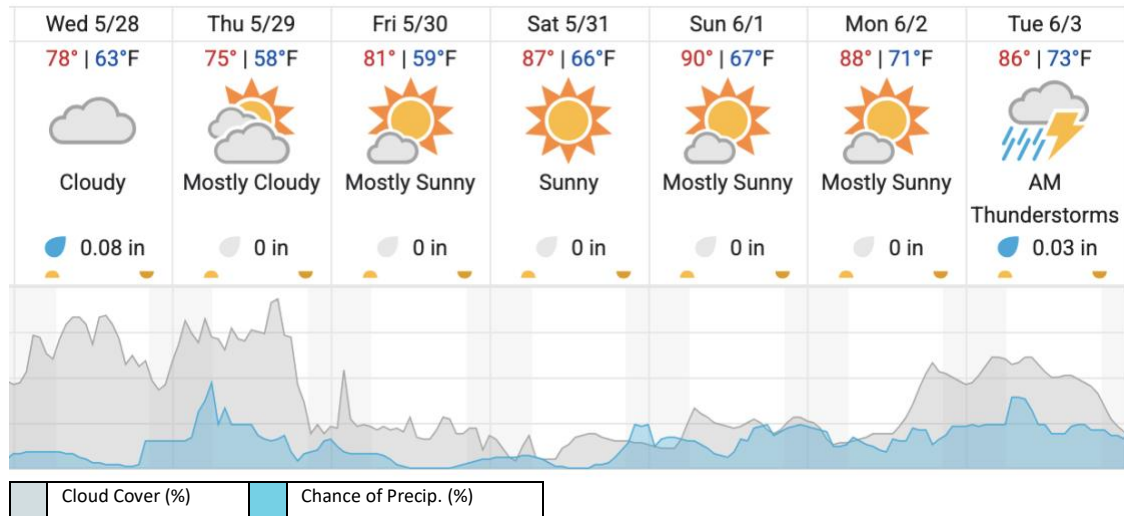 Wed 5/28 Thu 5/29 Fri 5/30 Sat 5/31 Sun 6/1 Mon 6/2 Tue 6/3
78° | 63°F 75° | 58°F 81° | 59°F 87° | 66°F 90° | 67°F 88° | 71°F 86° | 73°F
Cloudy Mostly Cloudy Mostly Sunny Sunny Mostly Sunny Mostly Sunny AM
Thunderstorms
0.08 in 0 in 0 in 0 in 0 in 0 in 0.03 in
Cloud Cover (%) Chance of Precip. (%)